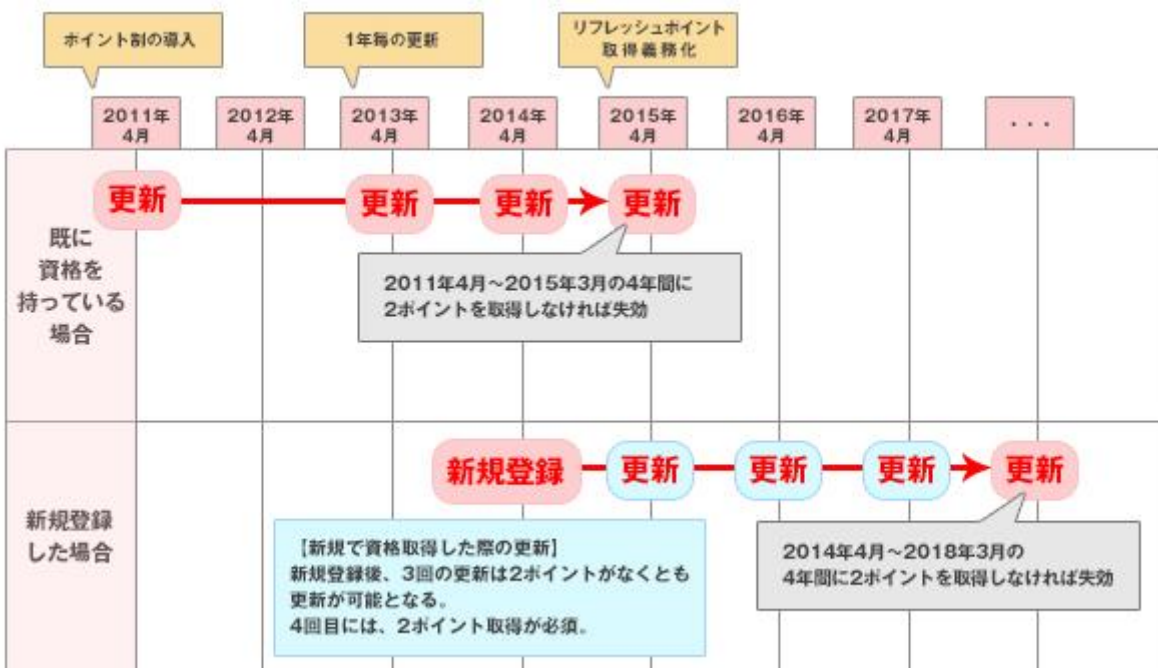 ポイント制の導入
1年毎の更新
リフレッシュポイント
取得義務化
2011年
4月
2012年
4月
2013年
4月
2014年
4月
2015年
4月
2016年
4月
2017年
4月
・・・
既に
資格を
持っている
場合
更新
更新
更新
更新
2011年4月~2015年3月の4年間に
2ポイントを取得しなければ失効
新規登録
した場合
新規登録
更新
更新
更新
更新
【新規で資格取得した際の更新】
新規登録後、3回の更新は2ポイントがなくとも
更新が可能となる。
4回目には、2ポイント取得が必須。
2014年4月~2018年3月の
4年間に2ポイントを取得しなければ失効